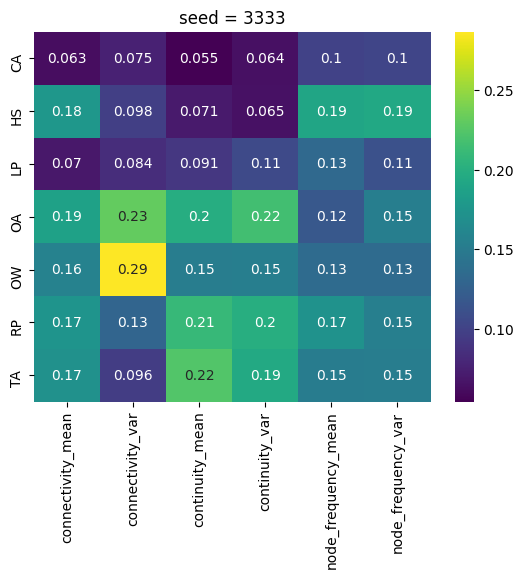 seed = 3333
CA 0.063 0.075 0.055 0.064 0.1 0.1
HS 0.18 0.098 0.071 0.065 0.19 0.19
LP 0.07 0.084 0.091 0.11 0.13 0.11
OA 0.19 0.23 0.2 0.22 0.12 0.15
OW 0.16 0.29 0.15 0.15 0.13 0.13
RP 0.17 0.13 0.21 0.2 0.17 0.15
TA 0.17 0.096 0.22 0.19 0.15 0.15
connectivity_mean
connectivity_var
continuity_mean
continuity_var
node_frequency_mean
node_frequency_var
0.25
0.20
0.15
0.10